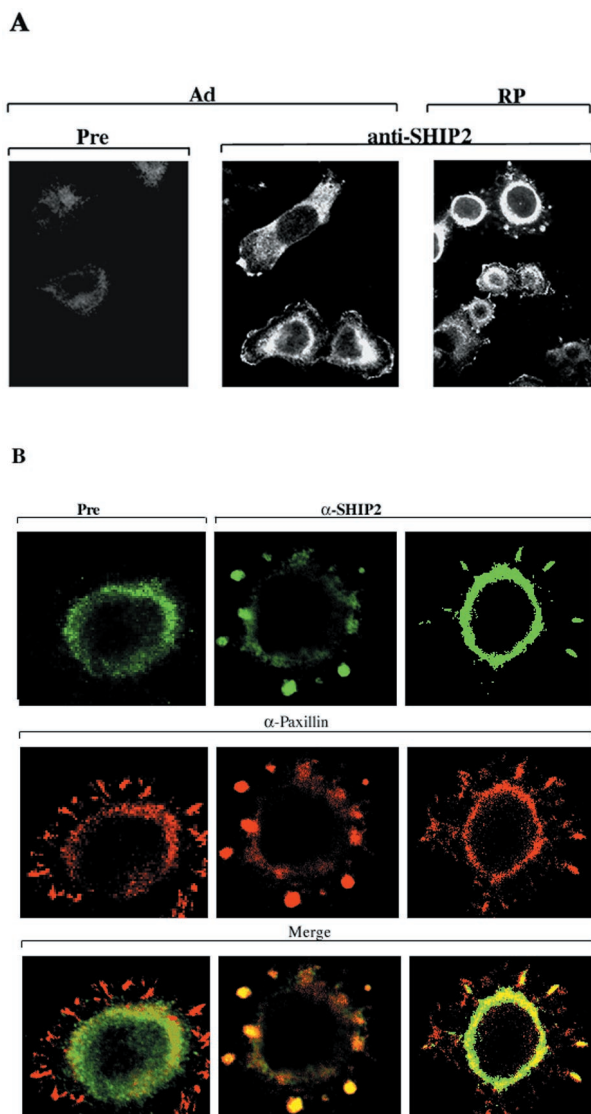 A
Ad RP
Pre anti-SHIP2
B
Pre α-SHIP2
α-Paxillin
Merge